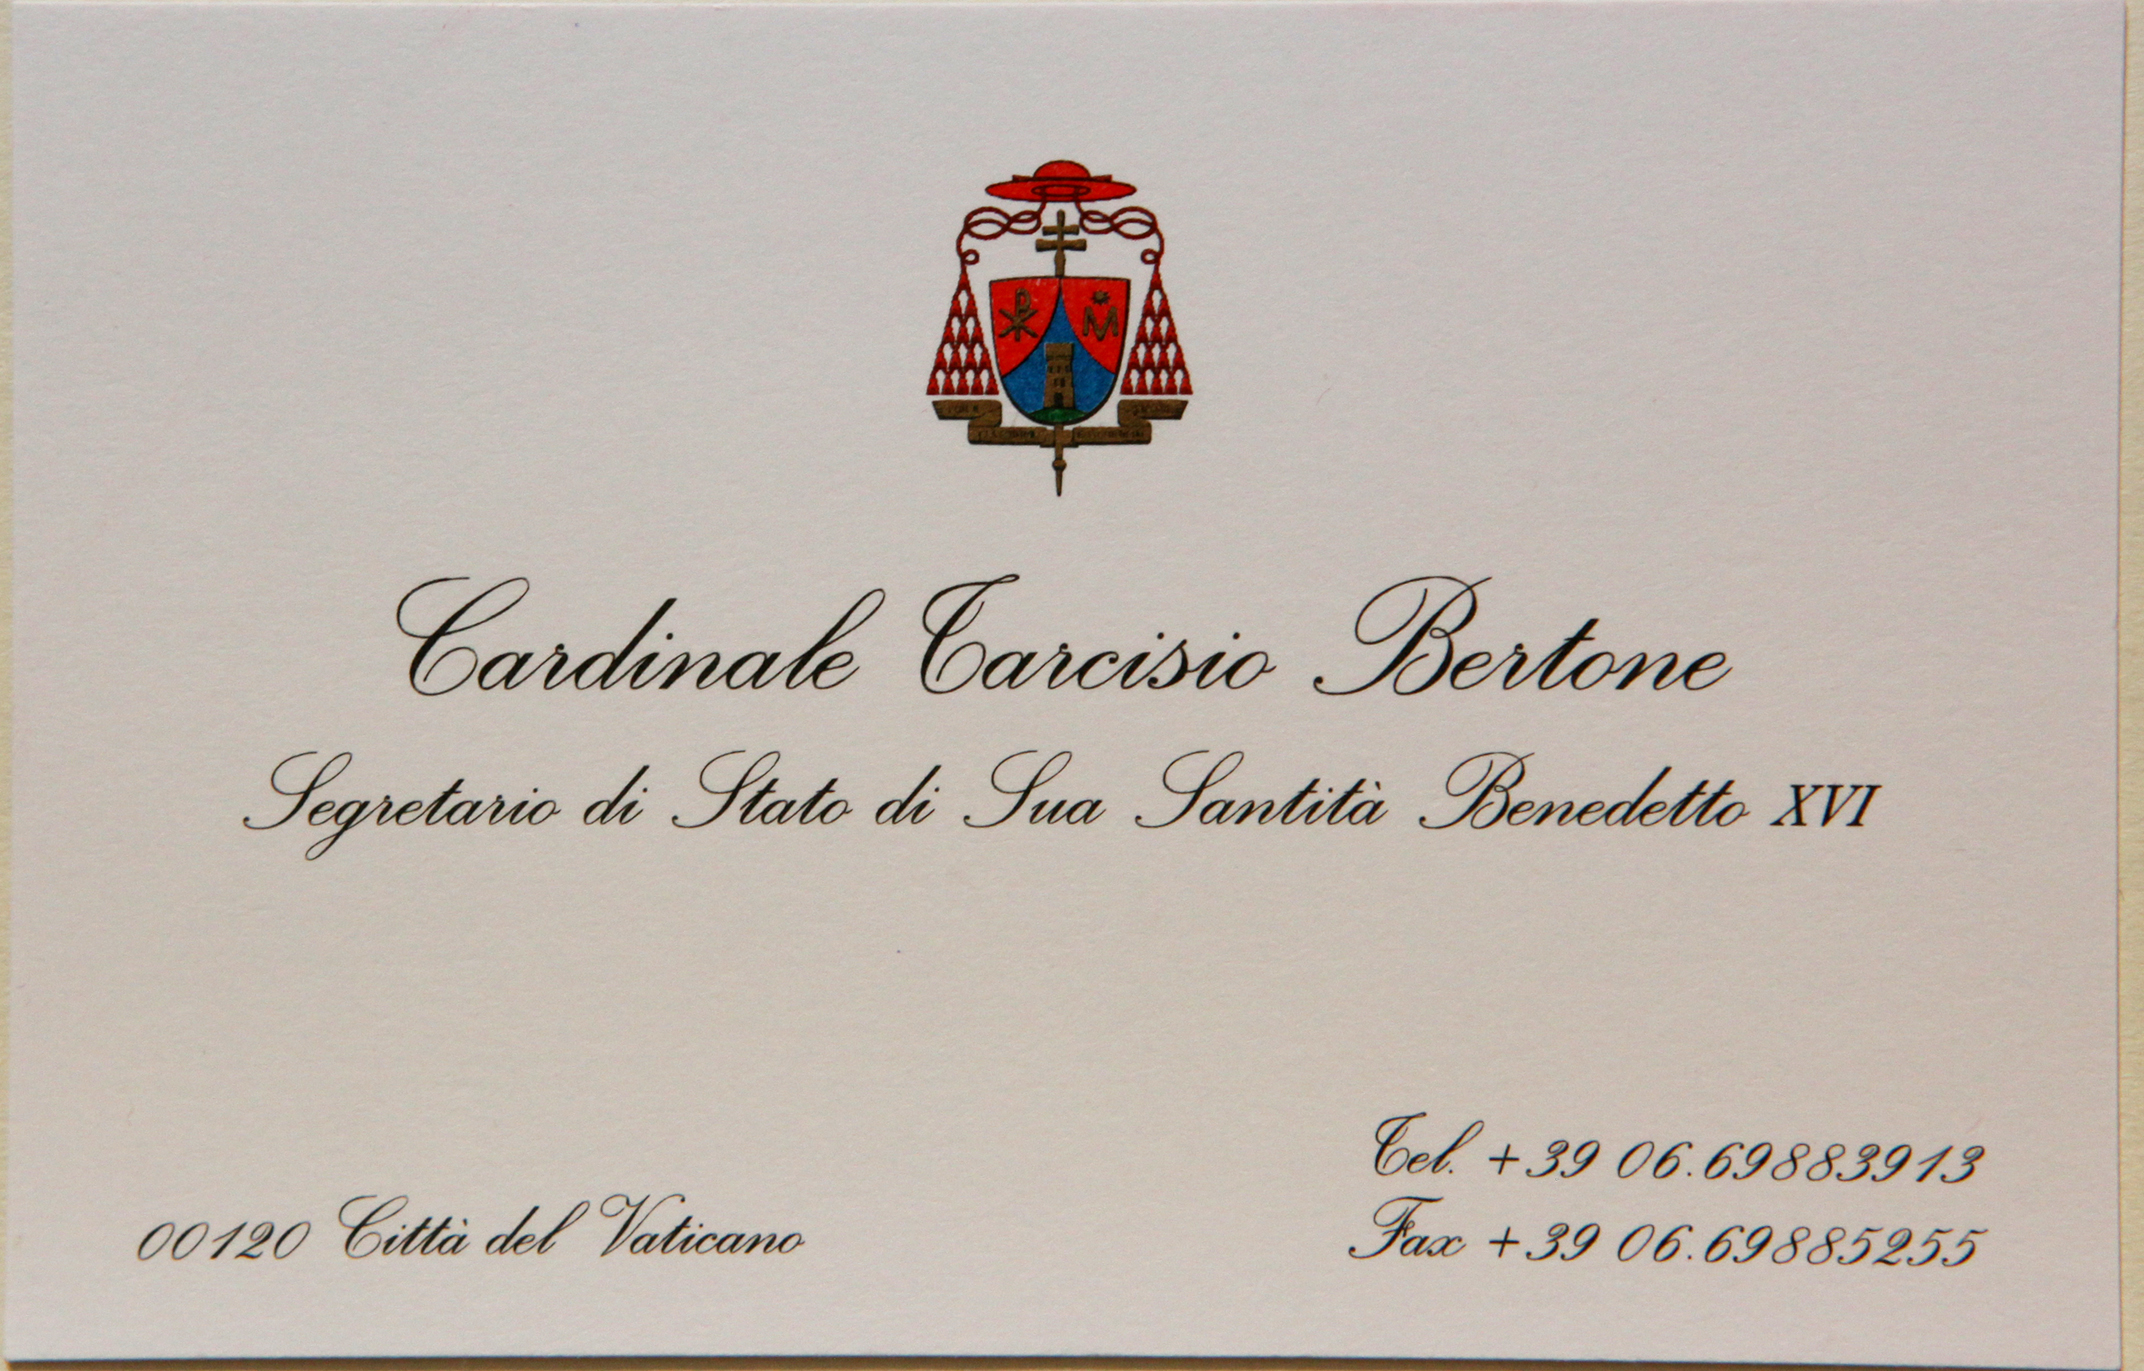 Cardinale Tarcisio Bertone
Segretario di Stato di Sua Santità Benedetto XVI
00120 Città del Vaticano
Tel. +39 06.69883913
Fax +39 06.69885255